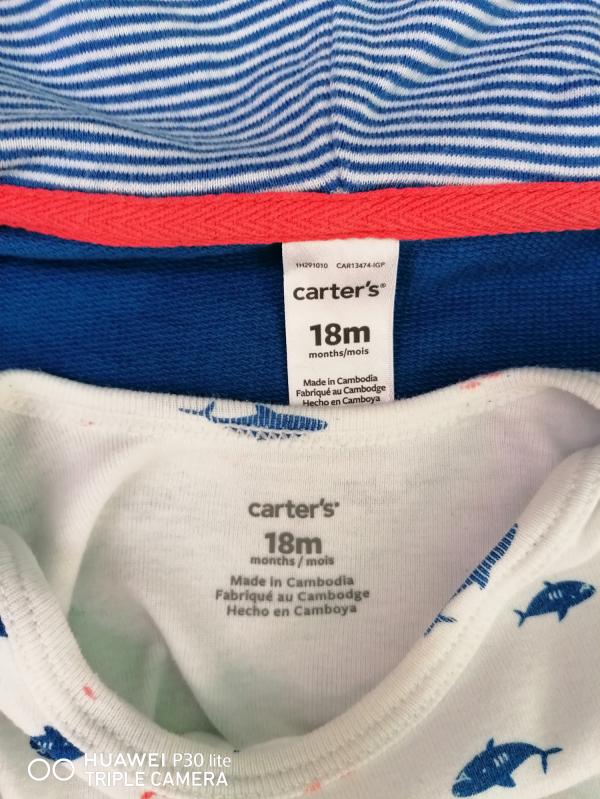 1H291010 CAR13474-IGP
carter's®
18m
months/mois
Made in Cambodia
Fabriqué au Cambodge
Hecho en Camboya
carter's®
18m
months / mois
Made in Cambodia
Fabriqué au Cambodge
Hecho en Camboya
HUAWEI P30 lite
TRIPLE CAMERA